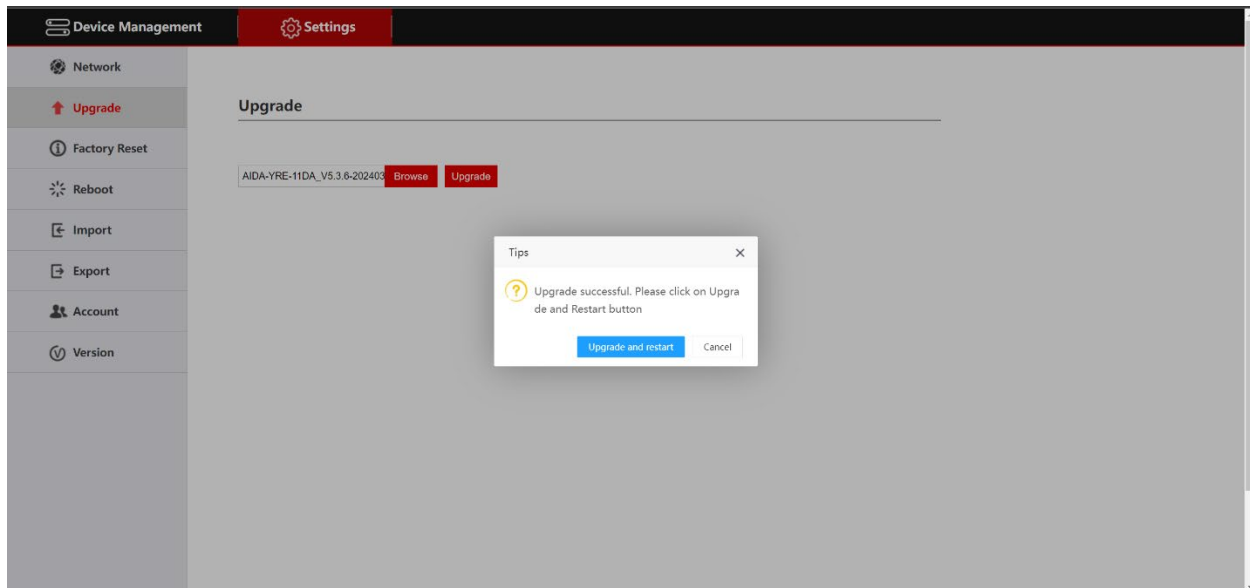 Device Management
Settings
Network
Upgrade
Factory Reset
Reboot
Import
Export
Account
Version
Upgrade
AIDA-YRE-11DA_V5.3.6-202403 Browse Upgrade
Tips
Upgrade successful. Please click on Upgra
de and Restart button
Upgrade and restart Cancel